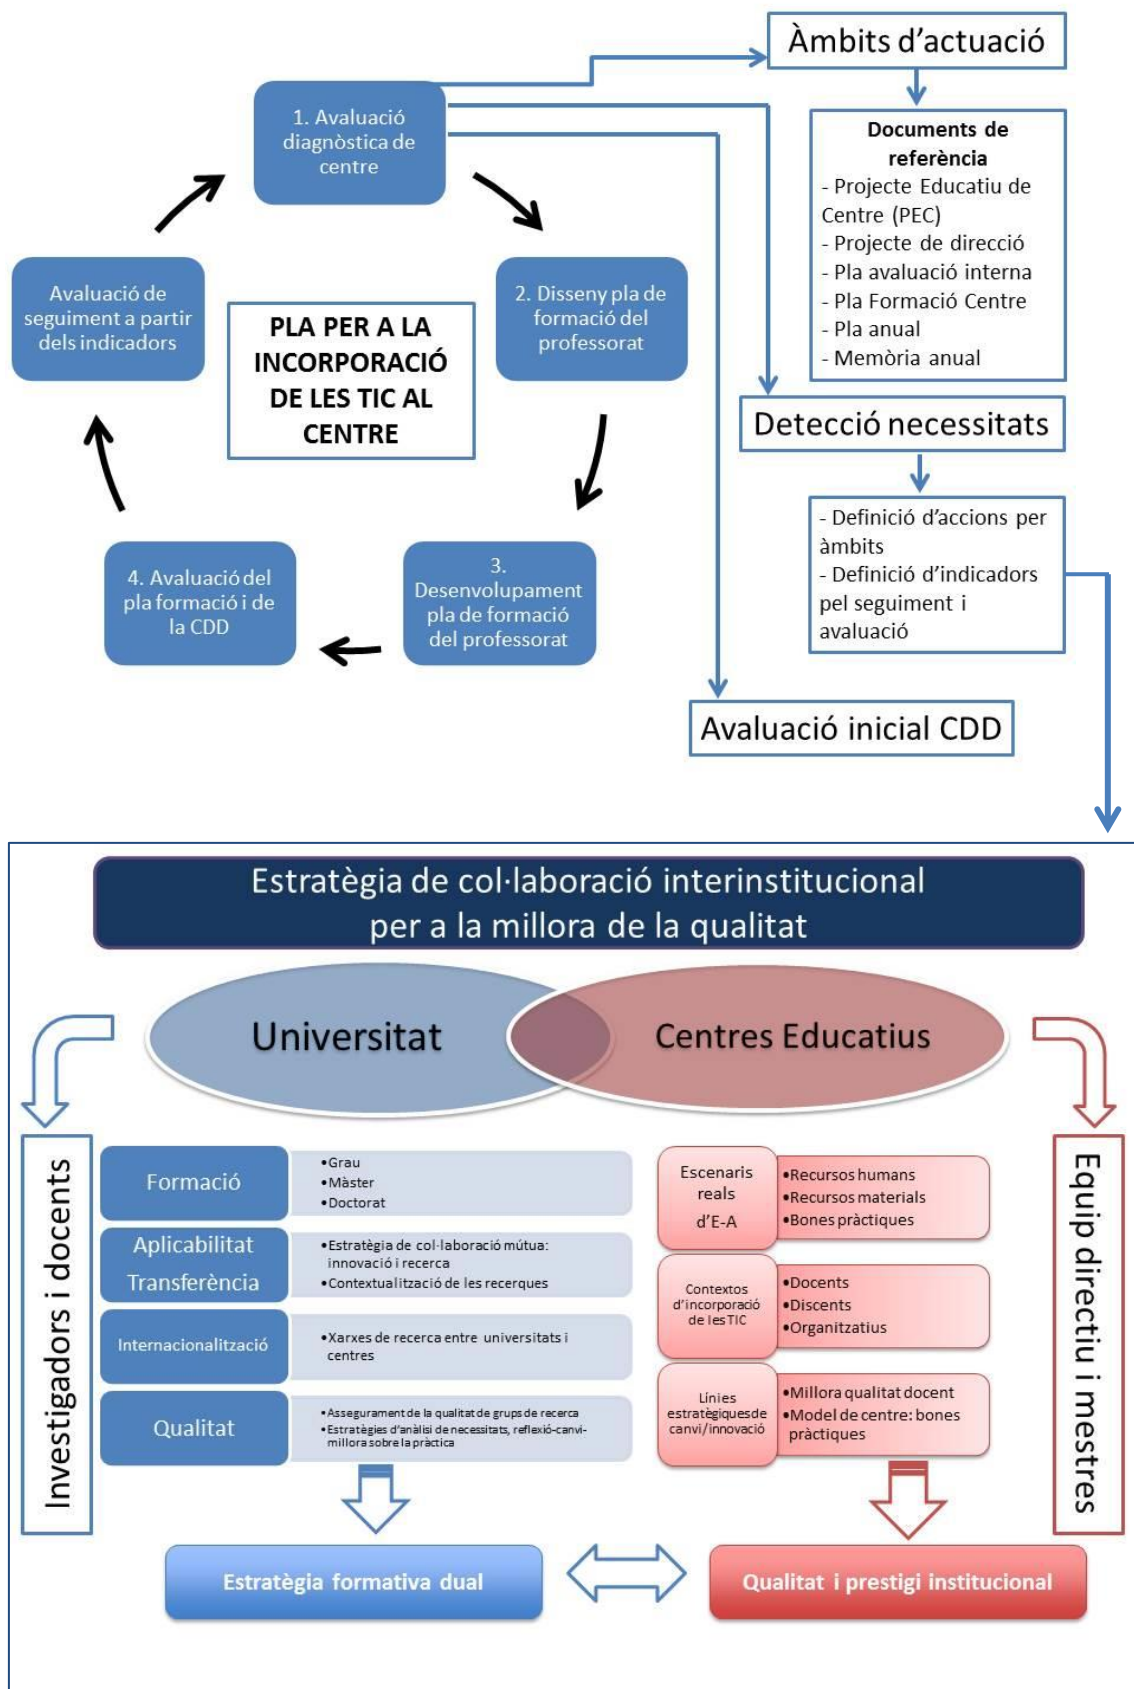 Àmbits d'actuació
1. Avaluació
diagnòstica de
centre
Documents de
referència
- Projecte Educatiu de
Centre (PEC)
- Projecte de direcció
- Pla avaluació interna
- Pla Formació Centre
- Pla anual
- Memòria anual
Avaluació de
seguiment a partir
dels indicadors
PLA PER A LA
INCORPORACIÓ
DE LES TIC AL
CENTRE
2. Disseny pla de
formació del
professorat
Detecció necessitats
- Definició d'accions per
àmbits
- Definició d'indicadors
pel seguiment i
avaluació
4. Avaluació del
pla formació i de
la CDD
3.
Desenvolupament
pla de formació
del professorat
Avaluació inicial CDD
Estratègia de col·laboració interinstitucional
per a la millora de la qualitat
Universitat
Centres Educatius
Investigadors i docents
Formació
•Grau
•Màster
•Doctorat
Aplicabilitat
Transferència
•Estratègia de col·laboració mútua:
innovació i recerca
•Contextualització de les recerques
Internacionalització
•Xarxes de recerca entre universitats i
centres
Qualitat
•Assegurament de la qualitat de grups de recerca
•Estratègies d'anàlisi de necessitats, reflexió-canvi-
millora sobre la pràctica
Escenaris
reals
d'E-A
•Recursos humans
•Recursos materials
•Bones pràctiques
Contextos
d'incorporació
de les TIC
•Docents
•Discents
•Organitzatius
Línies
estratègiques de
canvi/innovació
•Millora qualitat docent
•Model de centre: bones
pràctiques
Equip directiu i mestres
Estratègia formativa dual
Qualitat i prestigi institucional